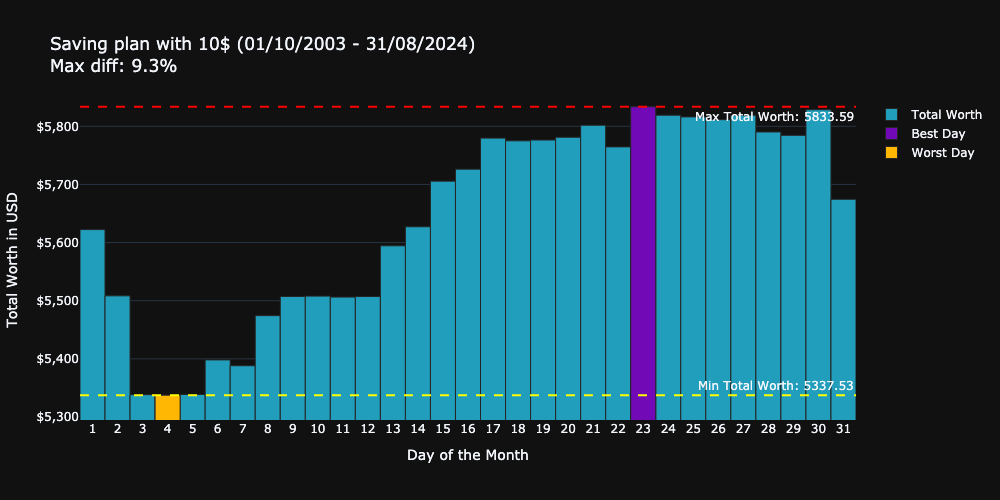 Saving plan with 10$ (01/10/2003 - 31/08/2024)
Max diff: 9.3%
Max Total Worth: 5833.59
Min Total Worth: 5337.53
Total Worth
Best Day
Worst Day
Total Worth in USD
$5,800
$5,700
$5,600
$5,500
$5,400
$5,300
1 2 3 4 5 6 7 8 9 10 11 12 13 14 15 16 17 18 19 20 21 22 23 24 25 26 27 28 29 30 31
Day of the Month